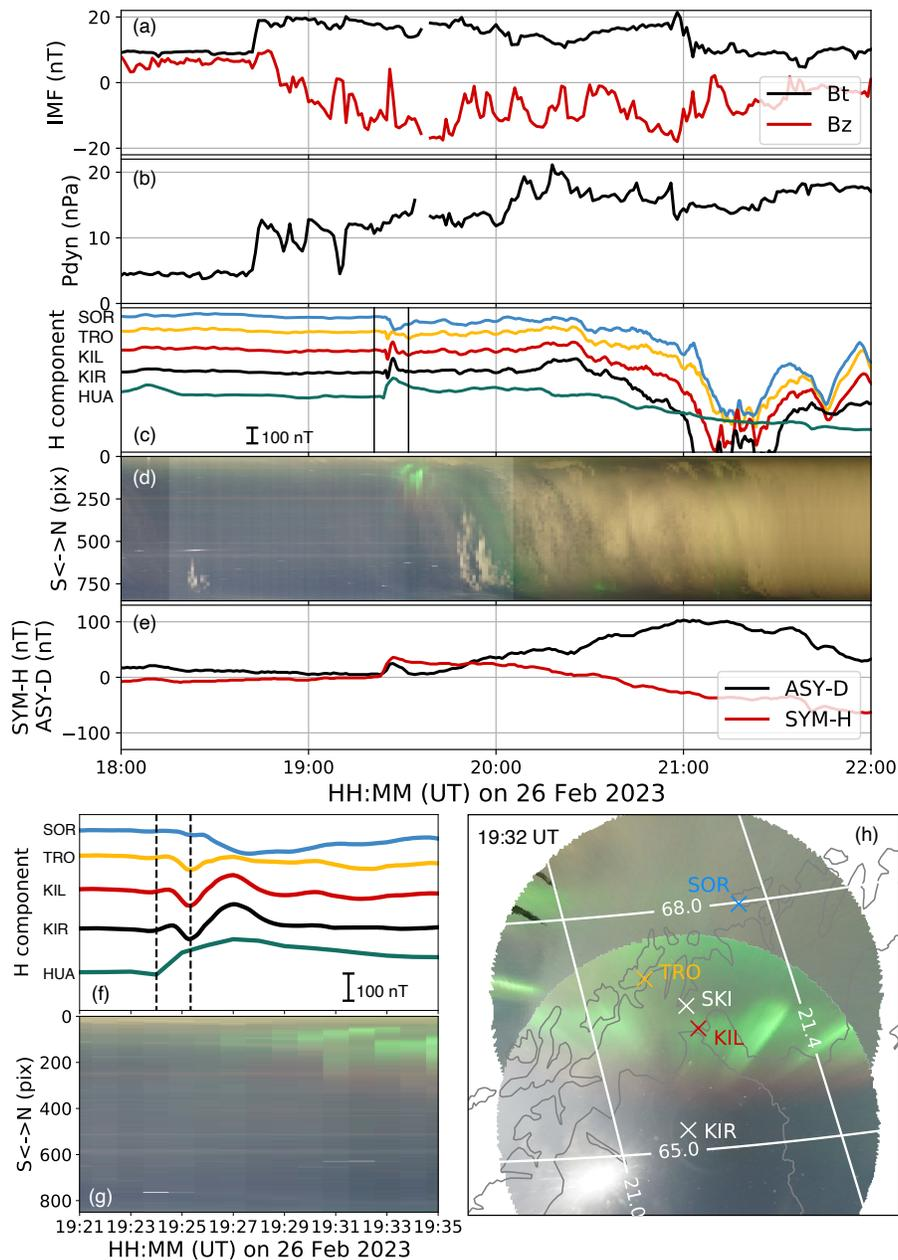 (a)
IMF (nT)
20
0
−20
Bt
Bz
(b)
Pdyn (nPa)
20
10
0
H component
SOR
TRO
KIL
KIR
HUA
(c)
100 nT
(d)
S<->N (pix)
0
250
500
750
(e)
SYM-H (nT)
ASY-D (nT)
100
0
−100
ASY-D
SYM-H
18:00 19:00 20:00 21:00 22:00
HH:MM (UT) on 26 Feb 2023
H component
SOR
TRO
KIL
KIR
HUA
(f)
100 nT
S<->N (pix)
0
200
400
600
800
(g)
19:21 19:23 19:25 19:27 19:29 19:31 19:33 19:35
HH:MM (UT) on 26 Feb 2023
19:32 UT
(h)
SOR
68.0
TRO
SKI
KIL
21.4
KIR
65.0
21.0